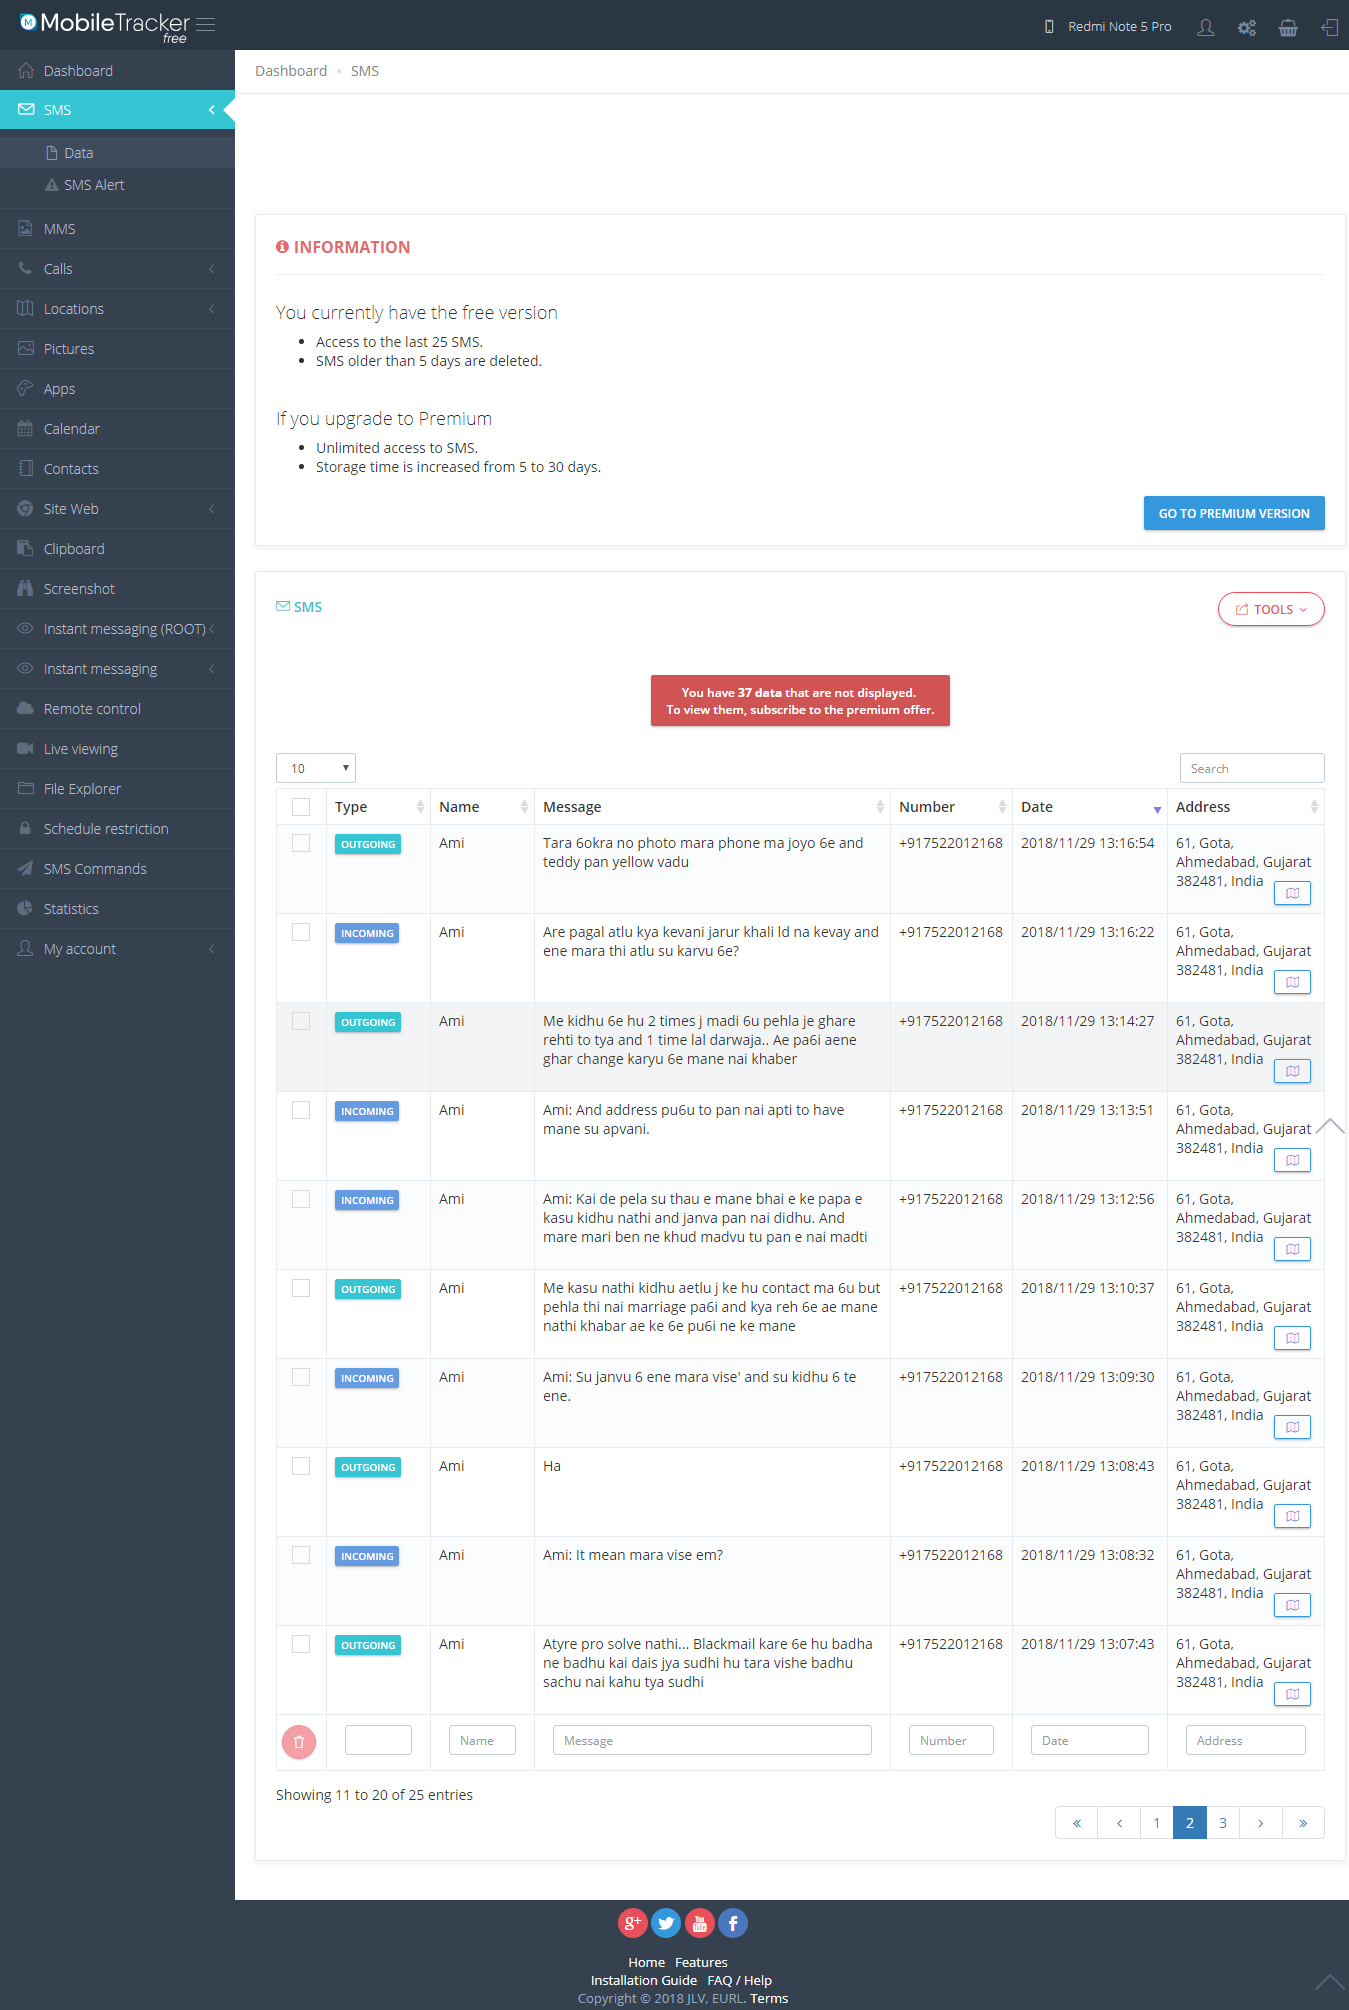 MobileTracker
free
Redmi Note 5 Pro
Dashboard
SMS
Data
SMS Alert
MMS
Calls
Locations
Pictures
Apps
Calendar
Contacts
Site Web
Clipboard
Screenshot
Instant messaging (ROOT)
Instant messaging
Remote control
Live viewing
File Explorer
Schedule restriction
SMS Commands
Statistics
My account
Dashboard • SMS
INFORMATION
You currently have the free version
• Access to the last 25 SMS.
• SMS older than 5 days are deleted.
If you upgrade to Premium
• Unlimited access to SMS.
• Storage time is increased from 5 to 30 days.
GO TO PREMIUM VERSION
SMS
TOOLS
You have 37 data that are not displayed.
To view them, subscribe to the premium offer.
10
Search
Type Name Message Number Date Address
OUTGOING Ami Tara 6okra no photo mara phone ma joyo 6e and +917522012168 2018/11/29 13:16:54 61, Gota,
teddy pan yellow vadu Ahmedabad, Gujarat
382481, India
INCOMING Ami Are pagal atlu kya kevani jarur khali ld na kevay and +917522012168 2018/11/29 13:16:22 61, Gota,
ene mara thi atlu su karvu 6e? Ahmedabad, Gujarat
382481, India
OUTGOING Ami Me kidhu 6e hu 2 times j madi 6u pehla je ghare +917522012168 2018/11/29 13:14:27 61, Gota,
rehti to tya and 1 time lal darwaja.. Ae pa6i aene Ahmedabad, Gujarat
ghar change karyu 6e mane nai khaber 382481, India
INCOMING Ami Ami: And address pu6u to pan nai apti to have +917522012168 2018/11/29 13:13:51 61, Gota,
mane su apvani. Ahmedabad, Gujarat
382481, India
INCOMING Ami Ami: Kai de pela su thau e mane bhai e ke papa e +917522012168 2018/11/29 13:12:56 61, Gota,
kasu kidhu nathi and janva pan nai didhu. And Ahmedabad, Gujarat
mare mari ben ne khud madvu tu pan e nai madti 382481, India
OUTGOING Ami Me kasu nathi kidhu aetlu j ke hu contact ma 6u but +917522012168 2018/11/29 13:10:37 61, Gota,
pehla thi nai marriage pa6i and kya reh 6e ae mane Ahmedabad, Gujarat
nathi khabar ae ke 6e pu6i ne ke mane 382481, India
INCOMING Ami Ami: Su janvu 6 ene mara vise' and su kidhu 6 te +917522012168 2018/11/29 13:09:30 61, Gota,
ene. Ahmedabad, Gujarat
382481, India
OUTGOING Ami Ha +917522012168 2018/11/29 13:08:43 61, Gota,
Ahmedabad, Gujarat
382481, India
INCOMING Ami Ami: It mean mara vise em? +917522012168 2018/11/29 13:08:32 61, Gota,
Ahmedabad, Gujarat
382481, India
OUTGOING Ami Atyre pro solve nathi... Blackmail kare 6e hu badha +917522012168 2018/11/29 13:07:43 61, Gota,
ne badhu kai dais jya sudhi hu tara vishe badhu Ahmedabad, Gujarat
sachu nai kahu tya sudhi 382481, India
Name Message Number Date Address
Showing 11 to 20 of 25 entries
« ‹ 1 2 3 › »
g+ You Tube f
Home Features
Installation Guide FAQ / Help
Copyright © 2018 JLV, EURL. Terms